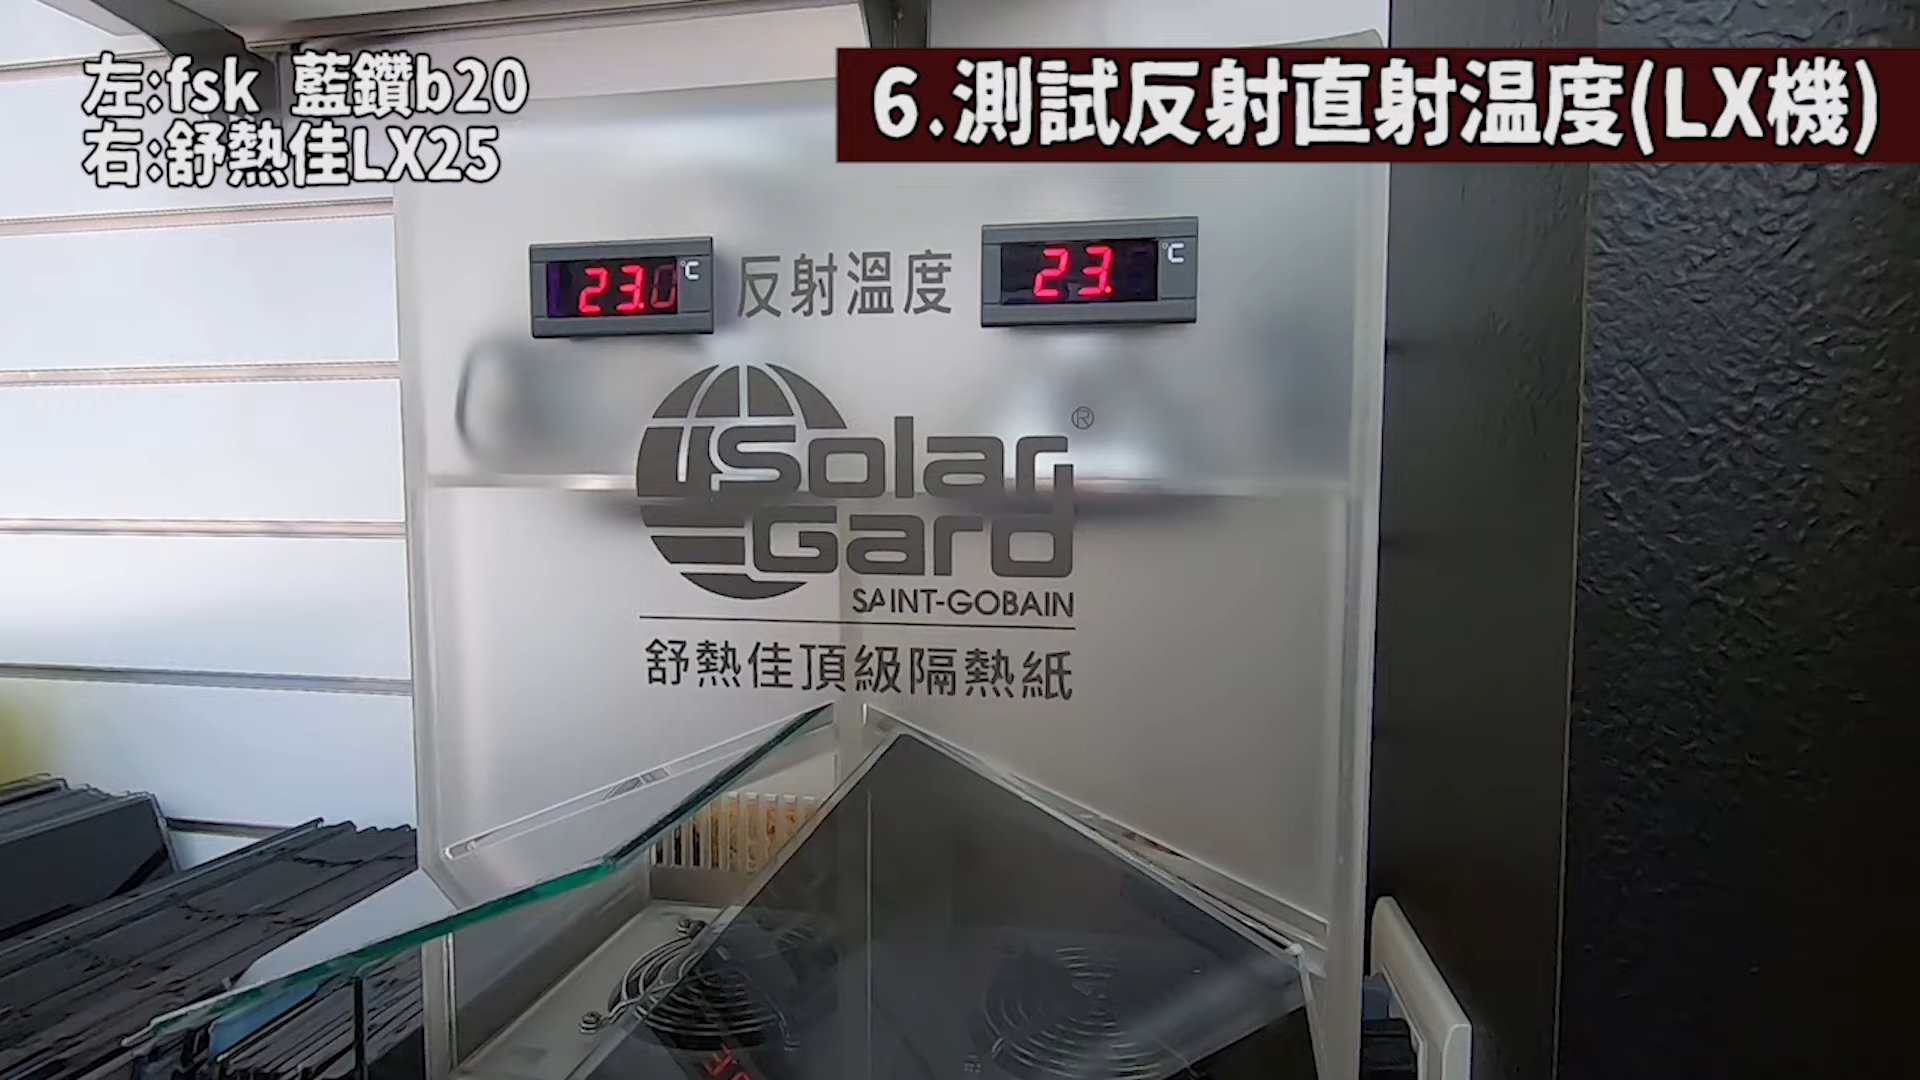 左:fsk 藍鑽b20
右:舒熱佳LX25
6.測試反射直射温度(LX機)
23.0 °C
反射溫度
23. °C
Solar®
Gard
SAINT-GOBAIN
舒熱佳頂級隔熱紙